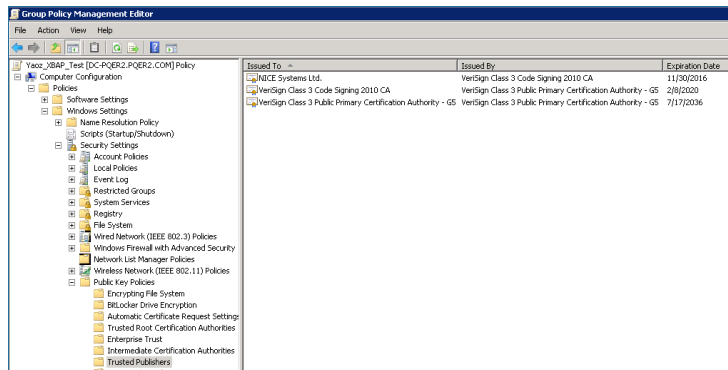 Group Policy Management Editor
File Action View Help
Yaoz_XBAP_Test [DC-PQER2.PQER2.COM] Policy
Computer Configuration
Policies
Software Settings
Windows Settings
Name Resolution Policy
Scripts (Startup/Shutdown)
Security Settings
Account Policies
Local Policies
Event Log
Restricted Groups
System Services
Registry
File System
Wired Network (IEEE 802.3) Policies
Windows Firewall with Advanced Security
Network List Manager Policies
Wireless Network (IEEE 802.11) Policies
Public Key Policies
Encrypting File System
BitLocker Drive Encryption
Automatic Certificate Request Settings
Trusted Root Certification Authorities
Enterprise Trust
Intermediate Certification Authorities
Trusted Publishers
Issued To Issued By Expiration Date
NICE Systems Ltd. VeriSign Class 3 Code Signing 2010 CA 11/30/2016
VeriSign Class 3 Code Signing 2010 CA VeriSign Class 3 Public Primary Certification Authority - G5 2/8/2020
VeriSign Class 3 Public Primary Certification Authority - G5 VeriSign Class 3 Public Primary Certification Authority - G5 7/17/2036